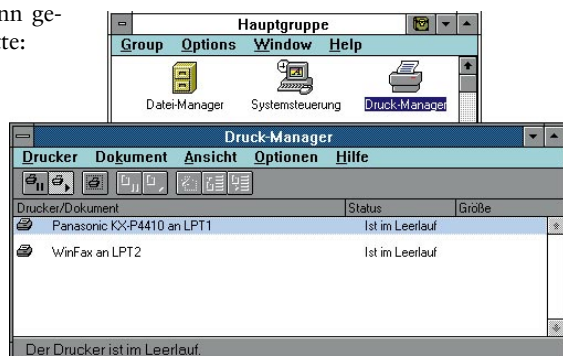 nn ge-
te:
Hauptgruppe
Group Options Window Help
Datei-Manager Systemsteuerung Druck-Manager
Druck-Manager
Drucker Dokument Ansicht Optionen Hilfe
Drucker/Dokument Status Größe
Panasonic KX-P4410 an LPT1 Ist im Leerlauf
WinFax an LPT2 Ist im Leerlauf
Der Drucker ist im Leerlauf.